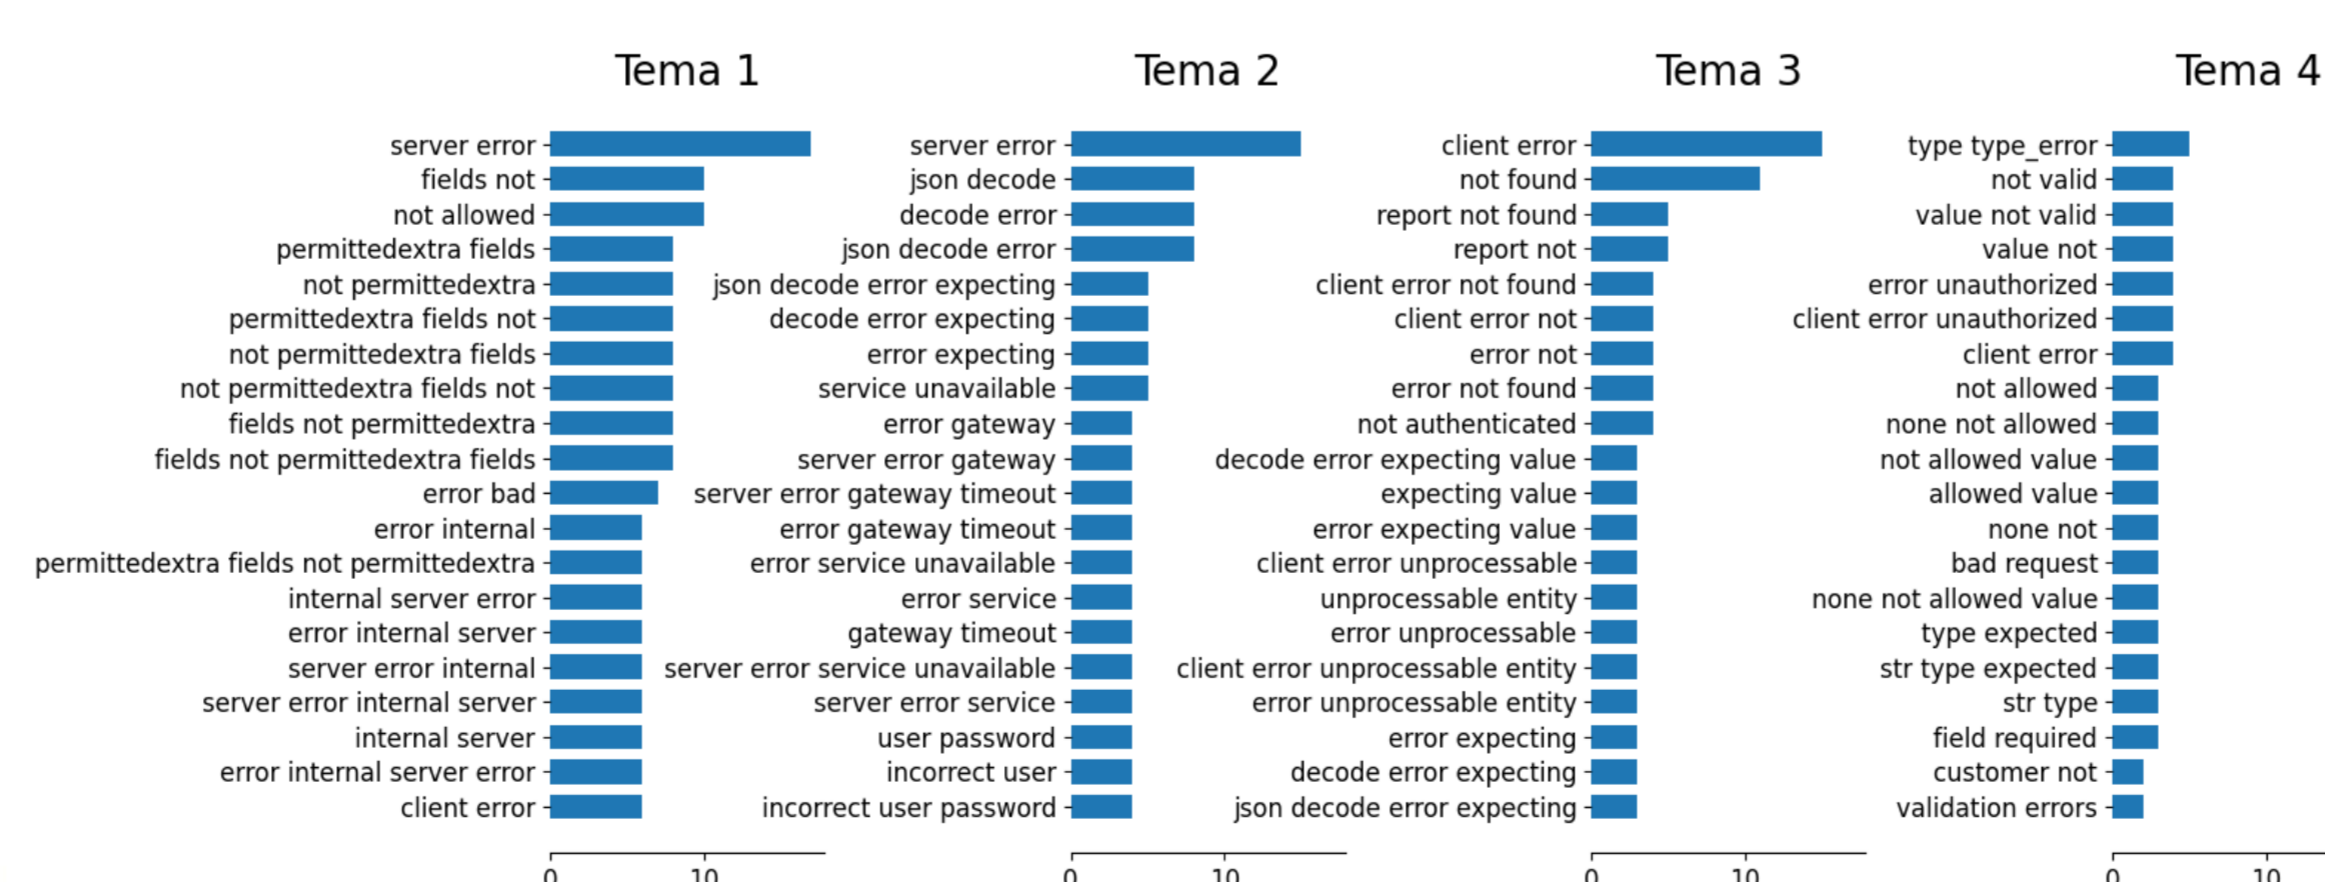 Tema 1
server error
fields not
not allowed
permittedextra fields
not permittedextra
permittedextra fields not
not permittedextra fields
not permittedextra fields not
fields not permittedextra
fields not permittedextra fields
error bad
error internal
permittedextra fields not permittedextra
internal server error
error internal server
server error internal
server error internal server
internal server
error internal server error
client error
0 10
Tema 2
server error
json decode
decode error
json decode error
json decode error expecting
decode error expecting
error expecting
service unavailable
error gateway
server error gateway
server error gateway timeout
error gateway timeout
error service unavailable
error service
gateway timeout
server error service unavailable
server error service
user password
incorrect user
incorrect user password
0 10
Tema 3
client error
not found
report not found
report not
client error not found
client error not
error not
error not found
not authenticated
decode error expecting value
expecting value
error expecting value
client error unprocessable
unprocessable entity
error unprocessable
client error unprocessable entity
error unprocessable entity
error expecting
decode error expecting
json decode error expecting
0 10
Tema 4
type type_error
not valid
value not valid
value not
error unauthorized
client error unauthorized
client error
not allowed
none not allowed
not allowed value
allowed value
none not
bad request
none not allowed value
type expected
str type expected
str type
field required
customer not
validation errors
0 10